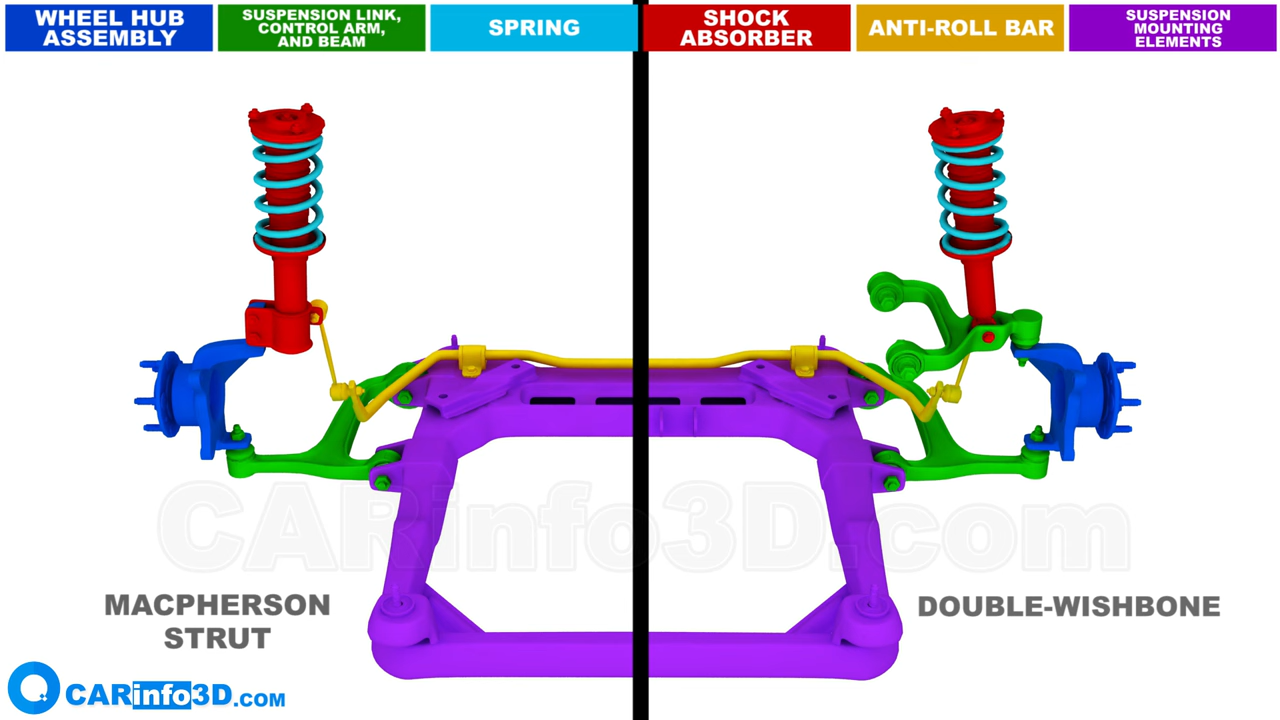 WHEEL HUB
ASSEMBLY
SUSPENSION LINK,
CONTROL ARM,
AND BEAM
SPRING
SHOCK
ABSORBER
ANTI-ROLL BAR
SUSPENSION
MOUNTING
ELEMENTS
CARinfo3D.com
MACPHERSON
STRUT
DOUBLE-WISHBONE
CARinfo3D.COM